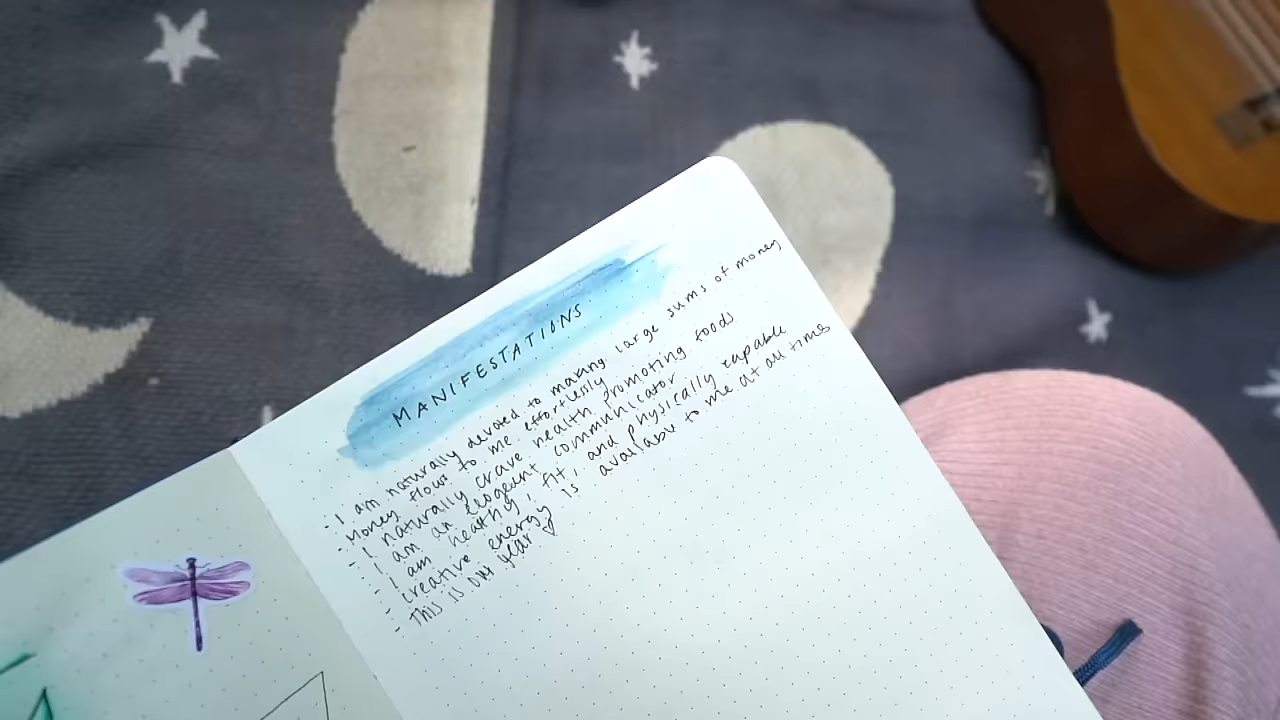 MANIFESTATIONS
- I am naturally devoted to making large sums of money
- Money flows to me effortlessly
- I naturally crave health promoting foods
- I am an elogeant communicator
- I am healthy, fit, and physically capable
- creative energy is available to me at all times
- This is my year